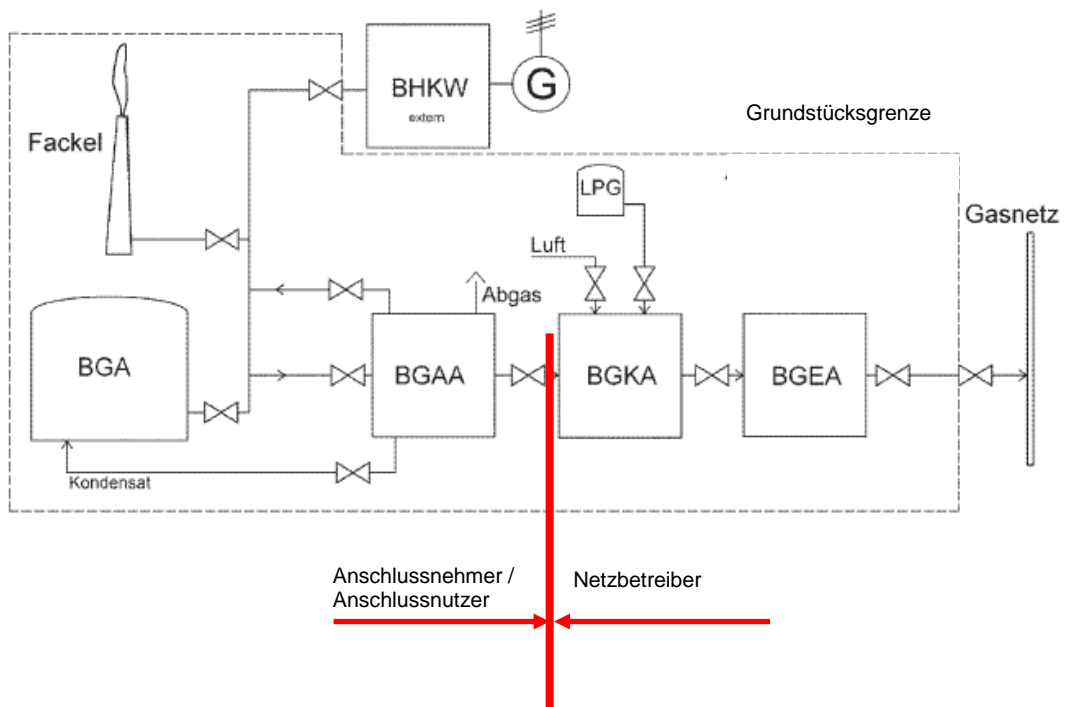 BHKW
extern
G
Grundstücksgrenze
Fackel
LPG
Gasnetz
Luft
Abgas
BGA
BGAA
BGKA
BGEA
Kondensat
Anschlussnehmer /
Anschlussnutzer
Netzbetreiber